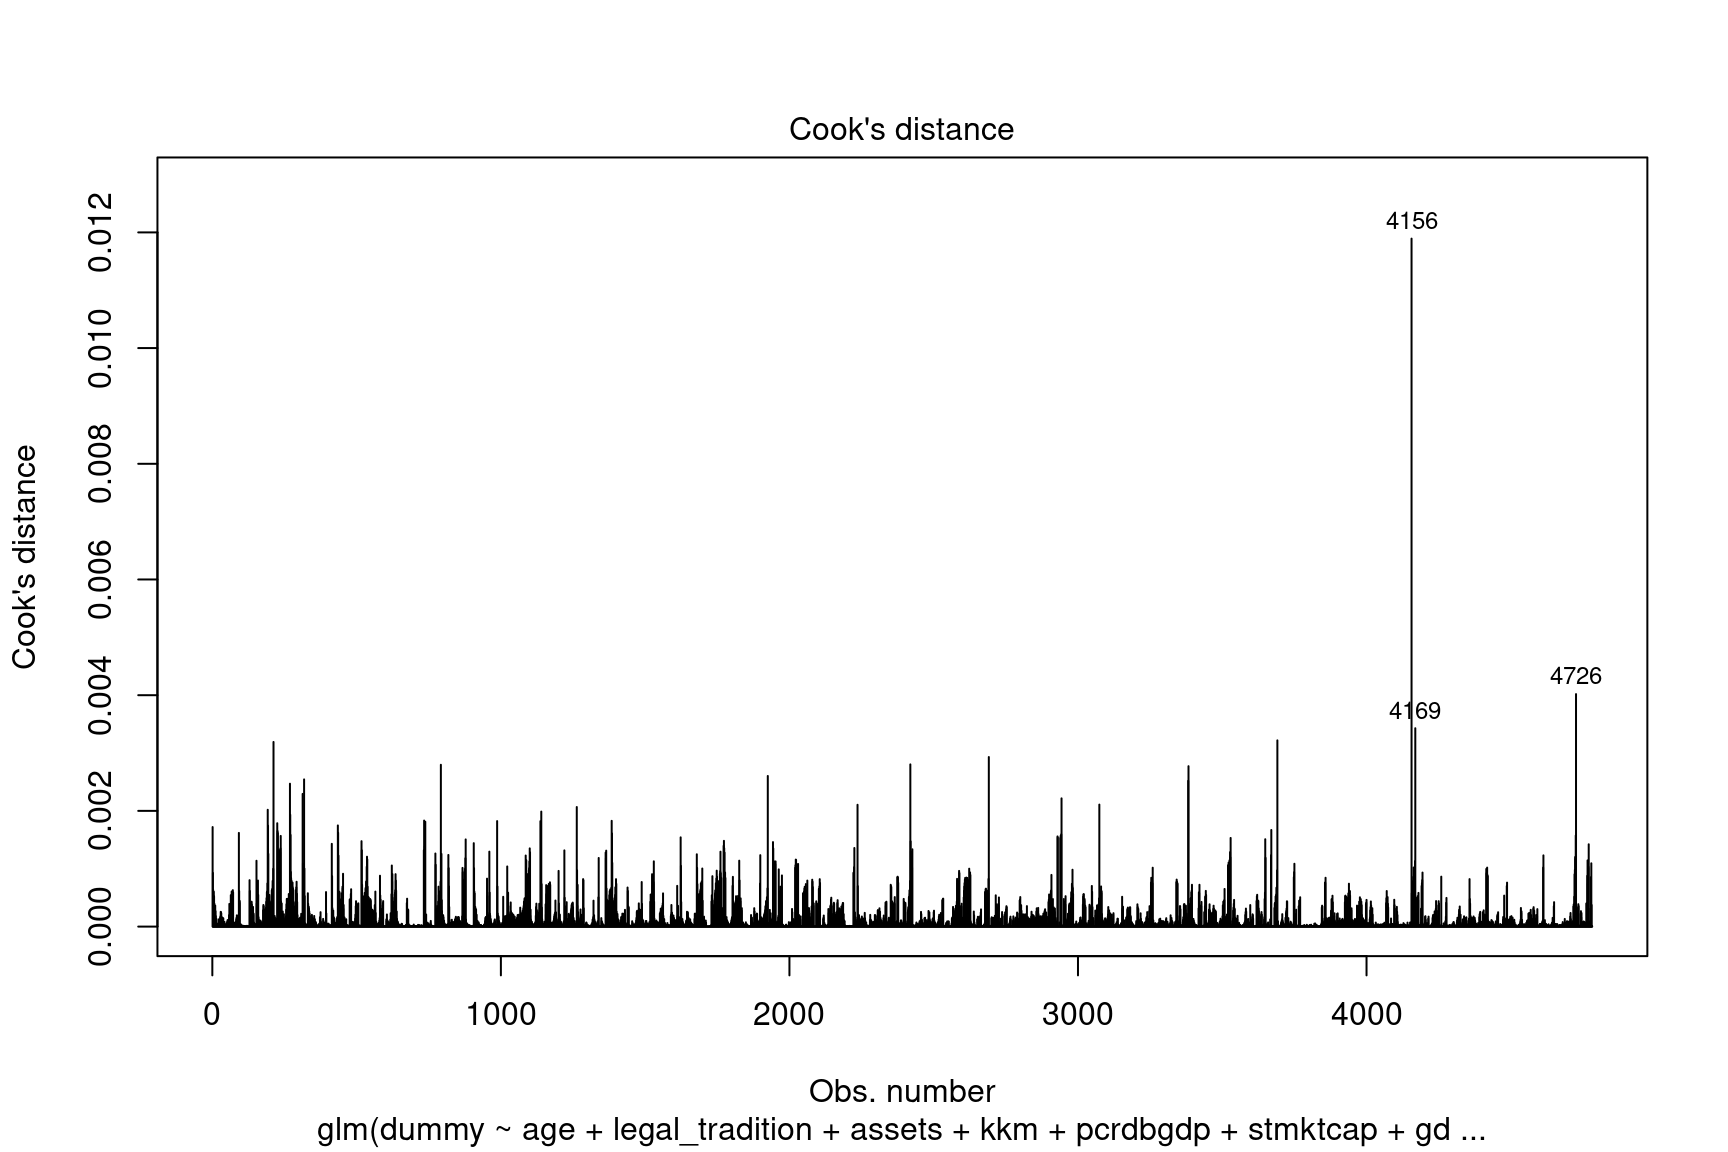 Cook's distance
0.012
0.010
0.008
0.006
0.004
0.002
0.000
Cook's distance
4156
4726
4169
0 1000 2000 3000 4000
Obs. number
glm(dummy ~ age + legal_tradition + assets + kkm + pcrdbgdp + stmktcap + gd ...